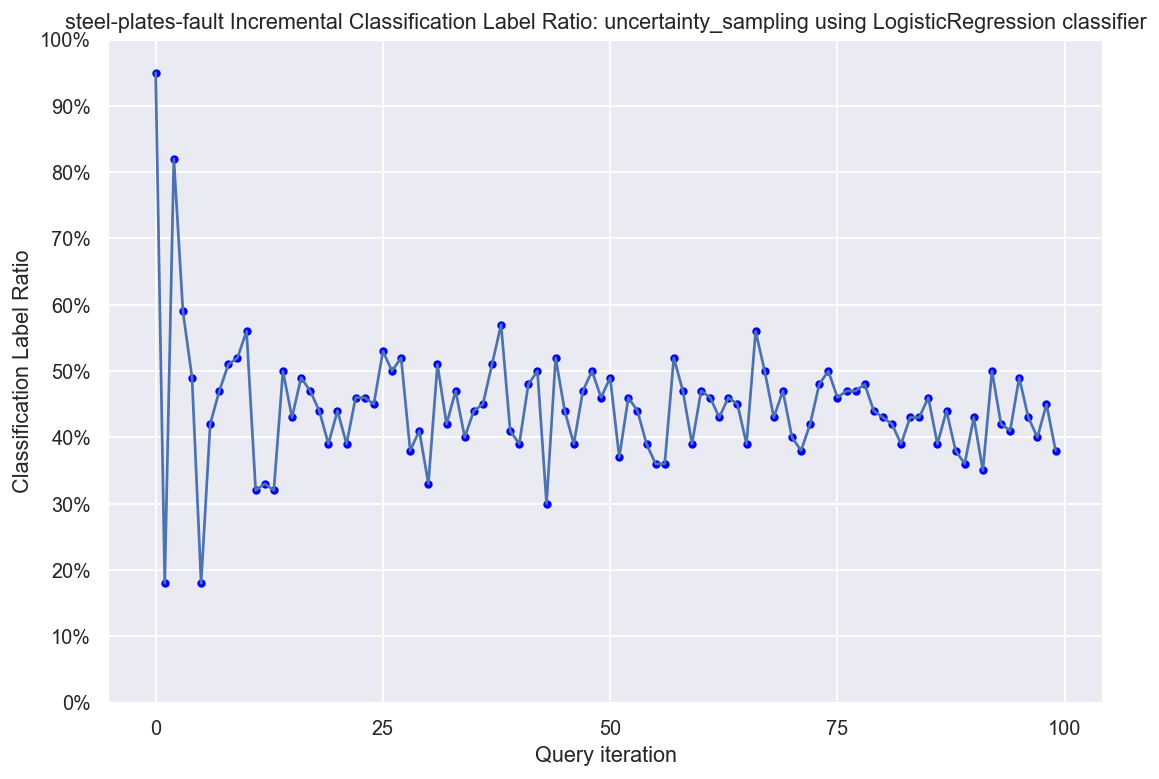 steel-plates-fault Incremental Classification Label Ratio: uncertainty_sampling using LogisticRegression classifier
100%
90%
80%
70%
60%
50%
40%
30%
20%
10%
0%
Classification Label Ratio
0 25 50 75 100
Query iteration